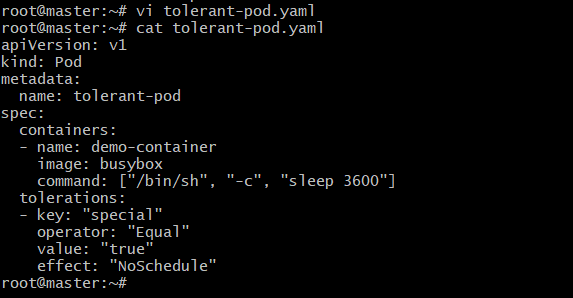 root@master:~# vi tolerant-pod.yaml
root@master:~# cat tolerant-pod.yaml
apiVersion: v1
kind: Pod
metadata:
  name: tolerant-pod
spec:
  containers:
  - name: demo-container
    image: busybox
    command: ["/bin/sh", "-c", "sleep 3600"]
  tolerations:
  - key: "special"
    operator: "Equal"
    value: "true"
    effect: "NoSchedule"
root@master:~#